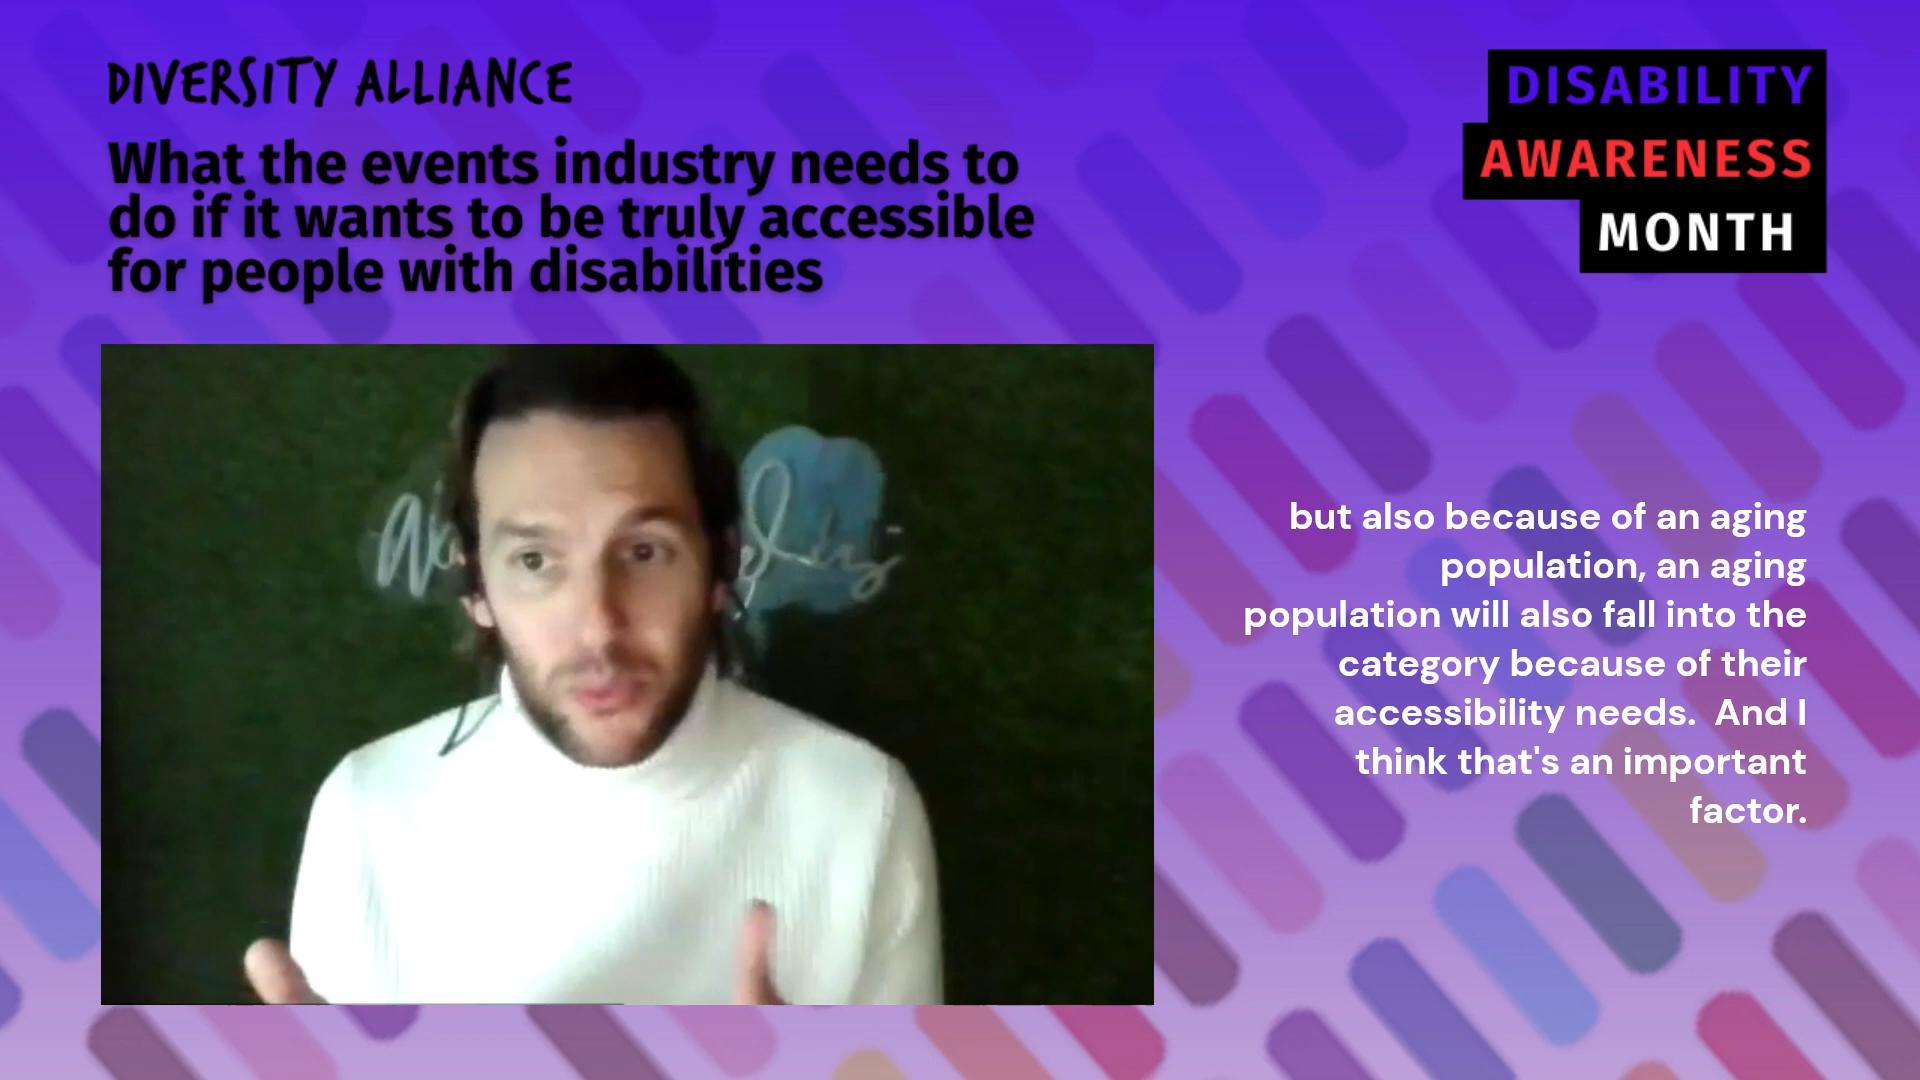 DIVERSITY ALLIANCE
What the events industry needs to
do if it wants to be truly accessible
for people with disabilities
DISABILITY
AWARENESS
MONTH
but also because of an aging
population, an aging
population will also fall into the
category because of their
accessibility needs.  And I
think that's an important
factor.